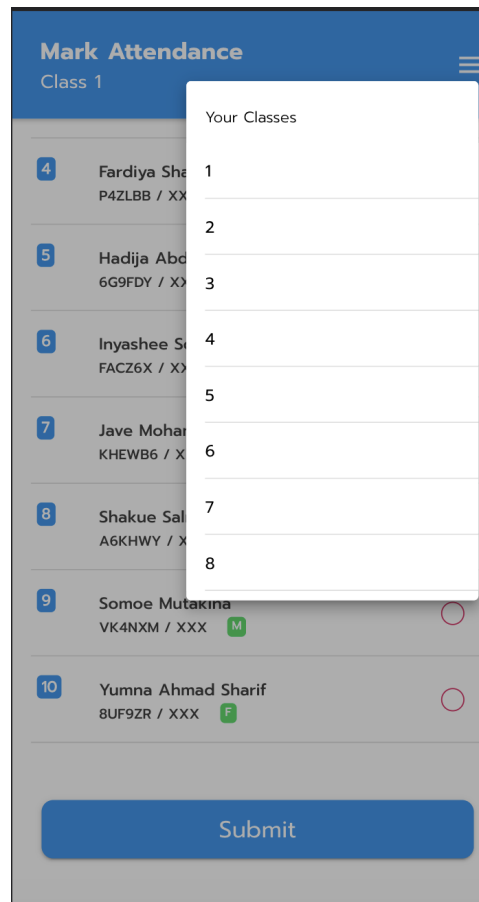 Mark Attendance
Class 1
Your Classes
1
2
3
4
5
6
7
8
4
Fardiya Sha
P4ZLBB / XX
5
Hadija Abd
6G9FDY / XX
6
Inyashee S
FACZ6X / XX
7
Jave Moha
KHEWB6 / X
8
Shakue Sal
A6KHWY / X
9
Somoe Mutakina
VK4NXM / XXX M
10
Yumna Ahmad Sharif
8UF9ZR / XXX F
Submit